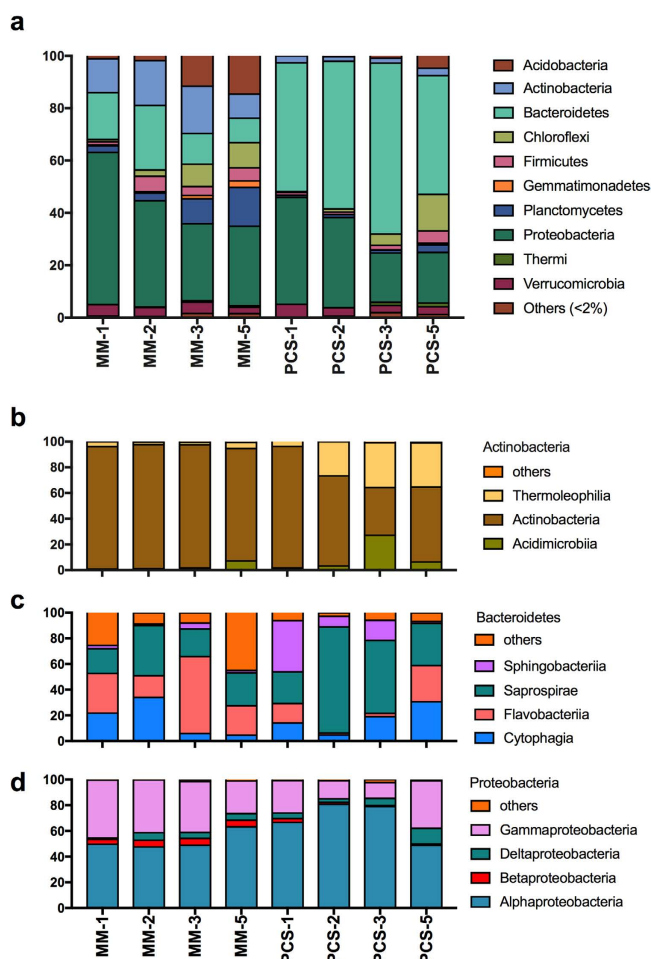 a
100
80
60
40
20
0
MM-1
MM-2
MM-3
MM-5
PCS-1
PCS-2
PCS-3
PCS-5
Acidobacteria
Actinobacteria
Bacteroidetes
Chloroflexi
Firmicutes
Gemmatimonadetes
Planctomycetes
Proteobacteria
Thermi
Verrucomicrobia
Others (<2%)
b
100
80
60
40
20
0
Actinobacteria
others
Thermoleophilia
Actinobacteria
Acidimicrobiia
c
100
80
60
40
20
0
Bacteroidetes
others
Sphingobacteriia
Saprospirae
Flavobacteriia
Cytophagia
d
100
80
60
40
20
0
MM-1
MM-2
MM-3
MM-5
PCS-1
PCS-2
PCS-3
PCS-5
Proteobacteria
others
Gammaproteobacteria
Deltaproteobacteria
Betaproteobacteria
Alphaproteobacteria